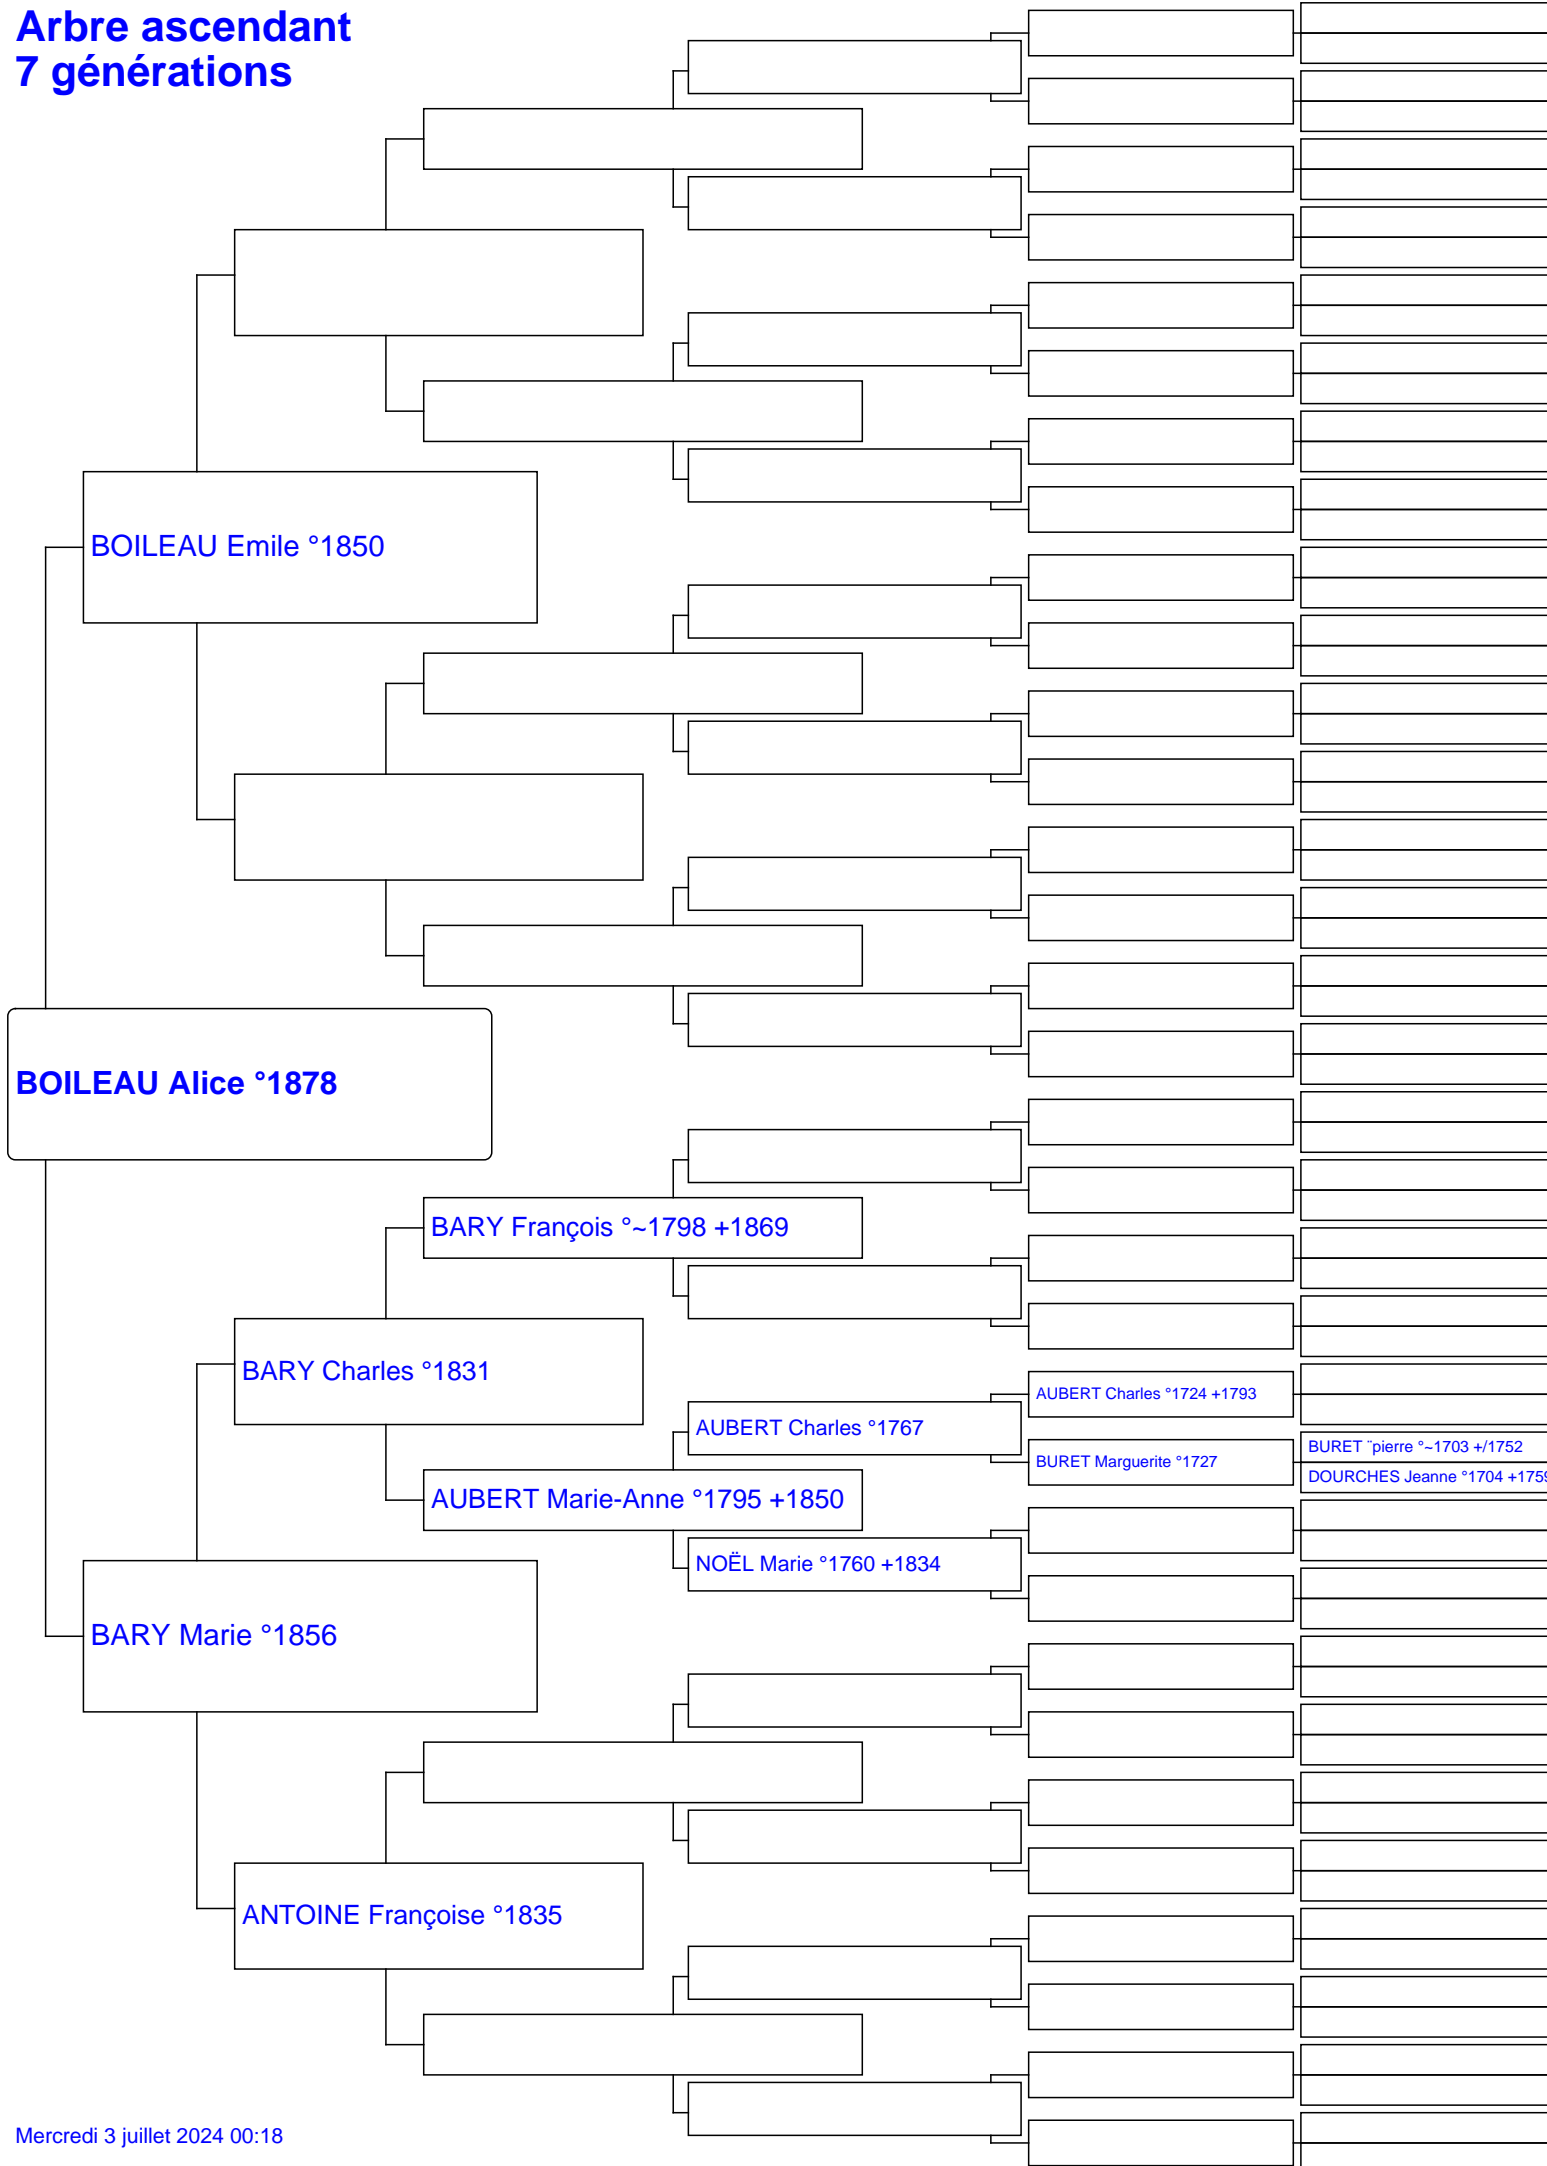 Arbre ascendant
7 générations
BOILEAU Emile °1850
BOILEAU Alice °1878
BARY François °~1798 +1869
BARY Charles °1831
AUBERT Charles °1724 +1793
AUBERT Charles °1767
BURET ¨pierre °~1703 +/1752
BURET Marguerite °1727
DOURCHES Jeanne °1704 +1759
AUBERT Marie-Anne °1795 +1850
NOËL Marie °1760 +1834
BARY Marie °1856
ANTOINE Françoise °1835
Mercredi 3 juillet 2024 00:18